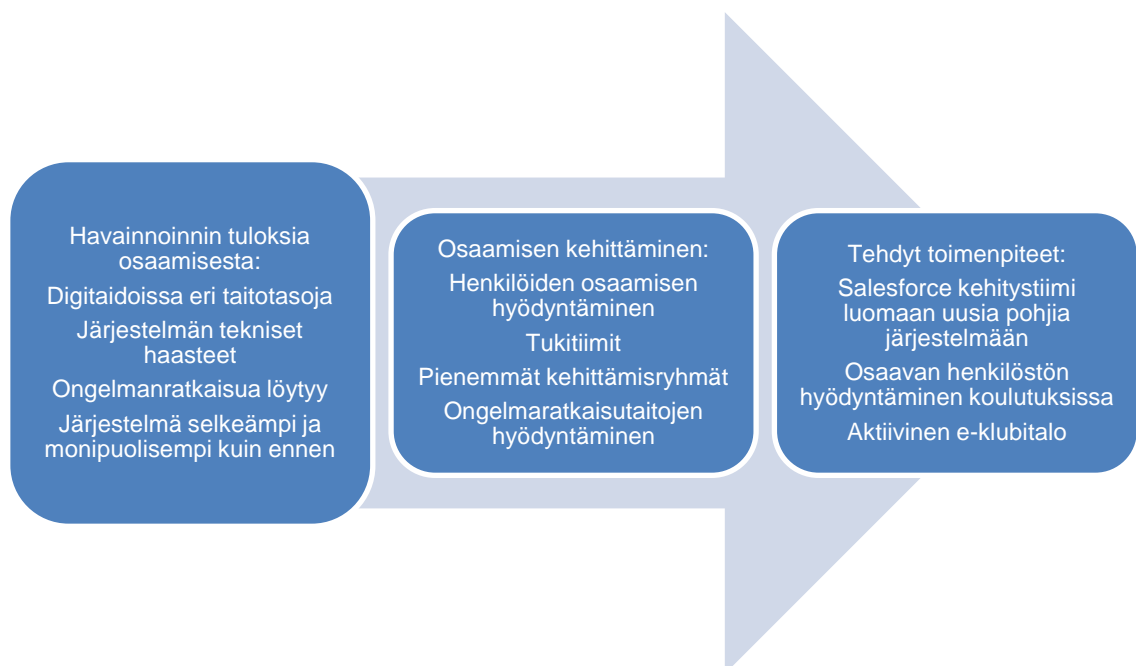 Havainnoinnin tuloksia
osaamisesta:
Digitaidoissa eri taitotasoja
Järjestelmän tekniset
haasteet
Ongelmanratkaisua löytyy
Järjestelmä selkeämpi ja
monipuolisempi kuin ennen
Osaamisen kehittäminen:
Henkilöiden osaamisen
hyödyntäminen
Tukitiimit
Pienemmät kehittämisryhmät
Ongelmaratkaisutaitojen
hyödyntäminen
Tehdyt toimenpiteet:
Salesforce kehitystiimi
luomaan uusia pohjia
järjestelmään
Osaavan henkilöstön
hyödyntäminen koulutuksissa
Aktiivinen e-klubitalo